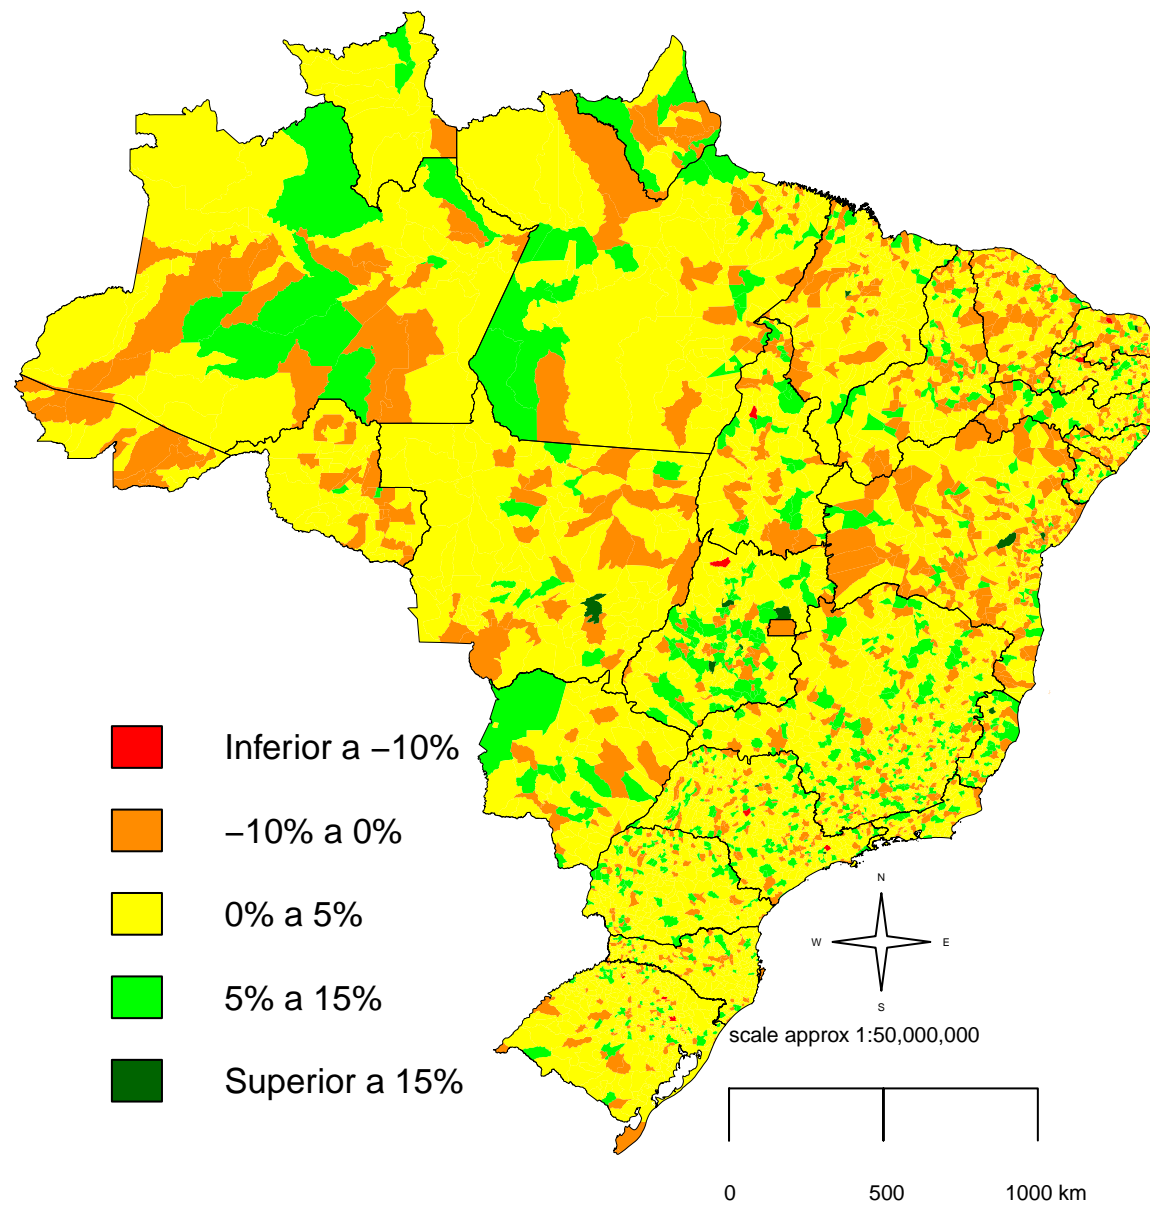 Inferior a −10%
−10% a 0%
0% a 5%
5% a 15%
Superior a 15%
N
W
E
S
scale approx 1:50,000,000
0
500
1000 km